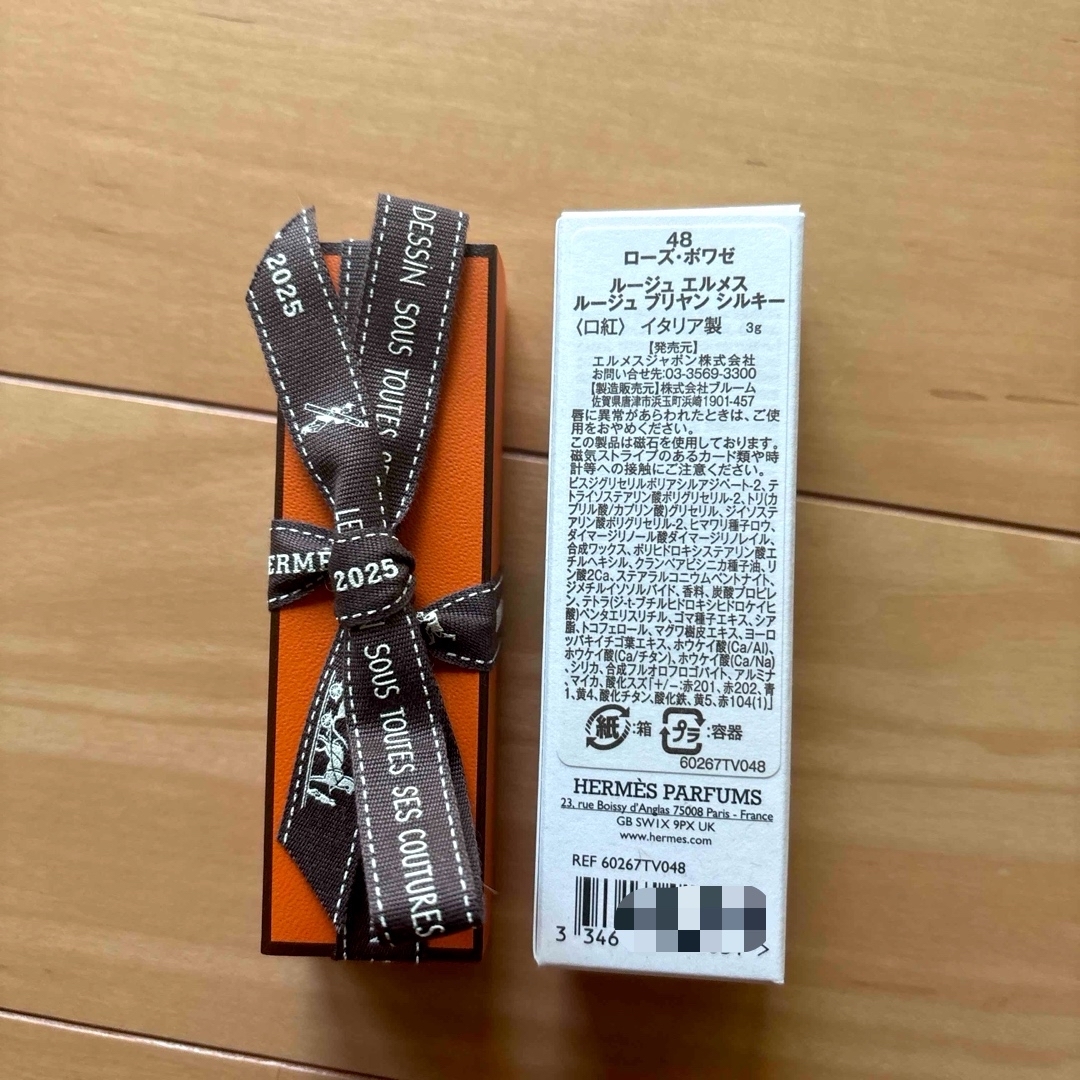 2025
DESSIN SOUS TOUTES
LE
HERMÈ
2025
SOUS TOUTES SES COUTURES
48
ローズ・ボワゼ
ルージュ エルメス
ルージュ ブリヤン シルキー
〈口紅〉 イタリア製 3g
【発売元】
エルメスジャポン株式会社
お問い合せ先:03-3569-3300
【製造販売元】株式会社ブルーム
佐賀県唐津市浜玉町浜崎1901-457
唇に異常があらわれたときは、ご使
用をおやめください。
この製品は磁石を使用しております。
磁気ストライプのあるカード類や時
計等への接触にご注意ください。
ビスジグリセリルポリアシルアジペート-2、テ
トライソステアリン酸ポリグリセリル-2、トリ(カ
プリル酸/カプリン酸)グリセリル、ジイソステ
アリン酸ポリグリセリル-2、ヒマワリ種子ロウ、
ダイマージリノール酸ダイマージリノレイル、
合成ワックス、ポリヒドロキシステアリン酸エ
チルヘキシル、クランベアビシニカ種子油、リ
ン酸2Ca、ステアラルコニウムベントナイト、
ジメチルイソソルバイド、香料、炭酸プロピレ
ン、テトラ(ジ-t-ブチルヒドロキシヒドロケイヒ
酸)ペンタエリスリチル、ゴマ種子エキス、シア
脂、トコフェロール、マグワ樹皮エキス、ヨーロ
ッパキイチゴ葉エキス、ホウケイ酸(Ca/Al)、
ホウケイ酸(Ca/チタン)、ホウケイ酸(Ca/Na)
、シリカ、合成フルオロフロゴパイト、アルミナ
、マイカ、酸化スズ[+/-:赤201、赤202、青
1、黄4、酸化チタン、酸化鉄、黄5、赤104(1)]
紙:箱 プラ:容器
60267TV048
HERMÈS PARFUMS
23, rue Boissy d'Anglas 75008 Paris - France
GB SW1X 9PX UK
www.hermes.com
REF 60267TV048
3 346